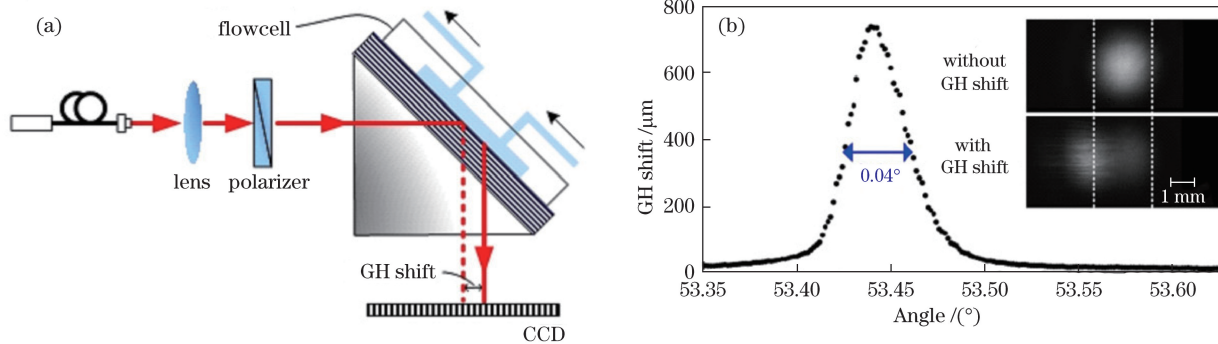 (a)
flowcell
lens
polarizer
GH shift
CCD
(b)
800
600
400
200
0
GH shift /μm
0.04°
without
GH shift
with
GH shift
1 mm
53.35
53.40
53.45
53.50
53.55
53.60
Angle /(°)